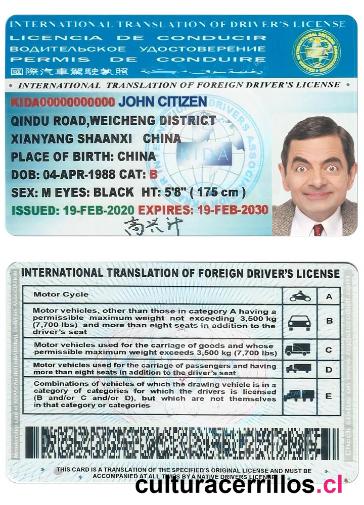 INTERNATIONAL TRANSLATION OF DRIVER'S LICENSE
LICENCIA DE CONDUCIR
ВОДИТЕЛЬСКОЕ УДОСТОВЕРЕНИЕ
PERMIS DE CONDUIRE
國際汽車駕駛執照
INTERNATIONAL TRANSLATION OF FOREIGN DRIVER'S LICENSE
KIDA00000000000 JOHN CITIZEN
QINDU ROAD,WEICHENG DISTRICT
XIANYANG SHAANXI CHINA
PLACE OF BIRTH: CHINA
DOB: 04-APR-1988 CAT: B
SEX: M EYES: BLACK HT: 5'8" ( 175 cm )
ISSUED: 19-FEB-2020 EXPIRES: 19-FEB-2030
INTERNATIONAL TRANSLATION OF FOREIGN DRIVER'S LICENSE
Motor Cycle A
Motor vehicles, other than those in category A having a
permissible maximum weight not exceeding 3,500 kg
(7,700 lbs) and more than eight seats in addition to the
driver's seat B
Motor vehicles used for the carriage of goods and whose
permissible maximum weight exceeds 3,500 kg (7,700 lbs) C
Motor vehicles used for the carriage of passengers and having
more than eight seats in addition to the driver's seat D
Combinations of vehicles of which the drawing vehicle is in a
category of categories for which the drivers is licensed
(B and/or C and/or D), but which are not themselves
in that category or categories E
THIS CARD IS A TRANSLATION OF THE SPECIFIED'S ORIGINAL LICENSE AND MUST BE
ACCOMPANIED AT ALL TIMES BY A NATIVE DRIVERS LICENSE.
culturacerrillos.cl